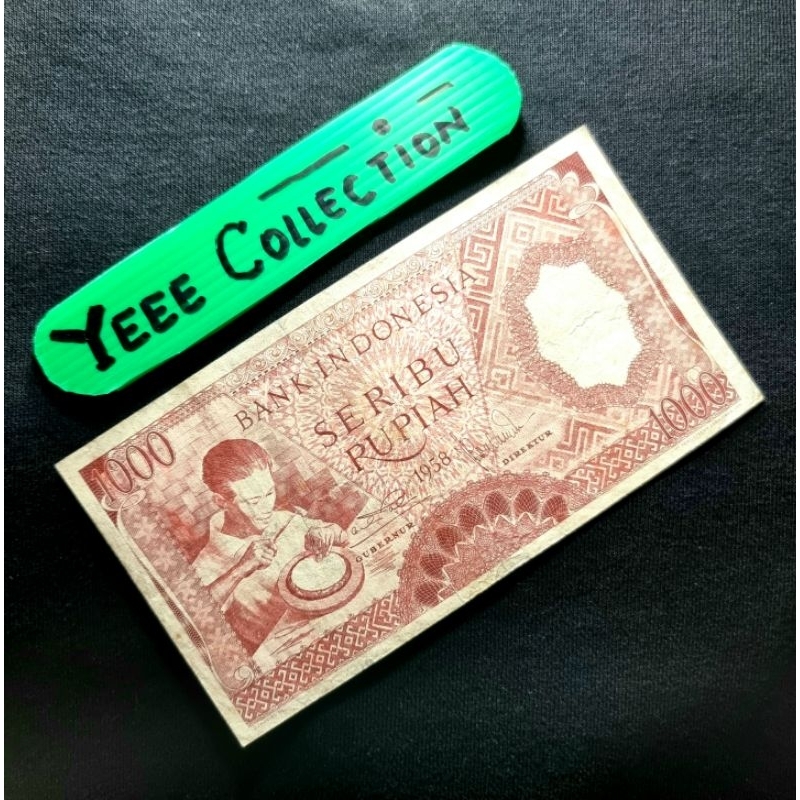 YEEE COLLECTION
BANK INDONESIA
SERIBU
RUPIAH
1958
DIREKTUR
GUBERNUR
1000
1000